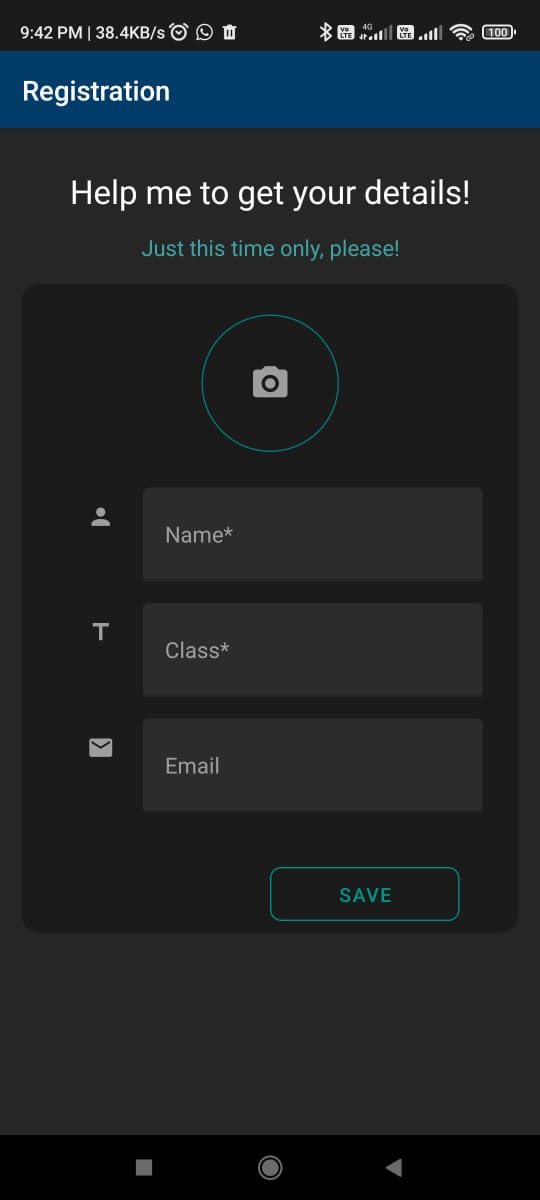 9:42 PM | 38.4KB/s Vo LTE 4G Vo LTE 100
Registration
Help me to get your details!
Just this time only, please!
Name*
T Class*
Email
SAVE